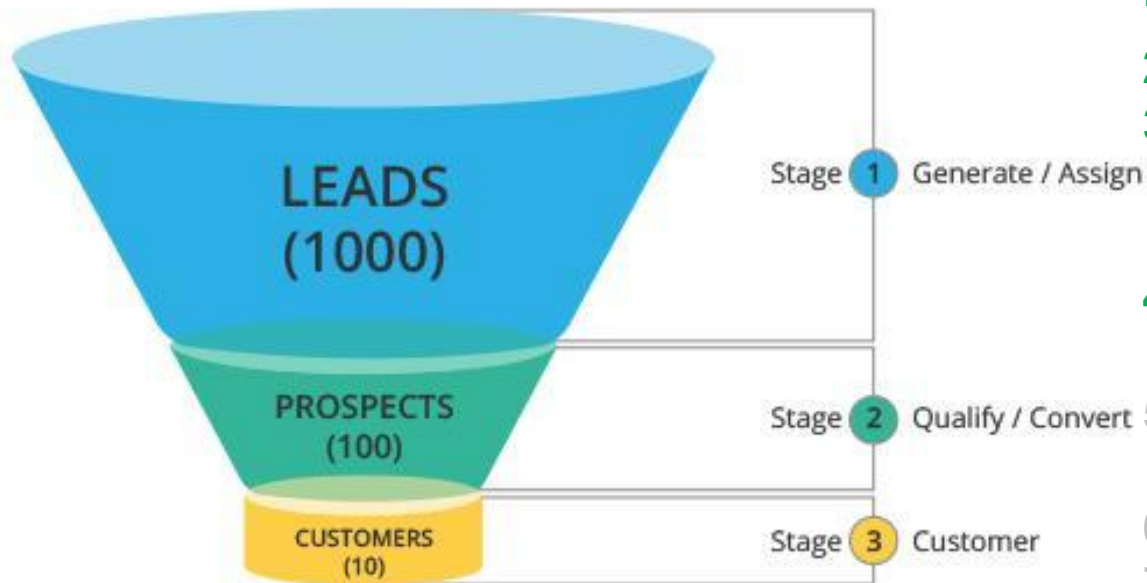 LEADS
(1000)
Stage 1 Generate / Assign
PROSPECTS
(100)
Stage 2 Qualify / Convert
CUSTOMERS
(10)
Stage 3 Customer